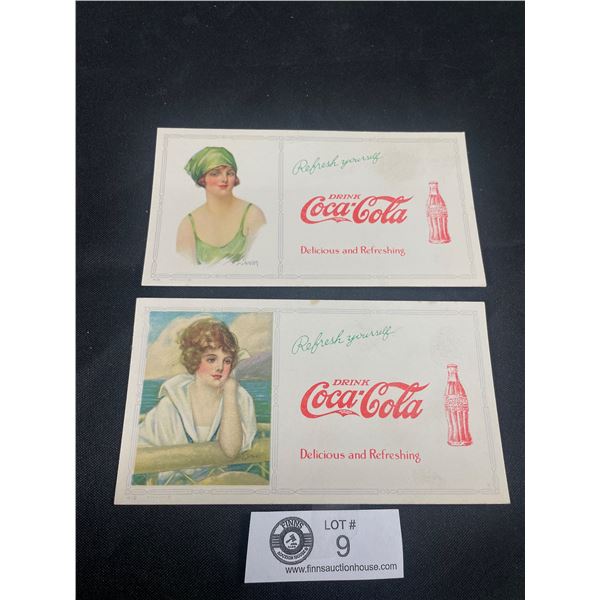 Refresh yourself
DRINK
Coca-Cola
Delicious and Refreshing.
Refresh yourself
DRINK
Coca-Cola
Delicious and Refreshing.
FINNS
LOT #
9
www.finnsauctionhouse.com